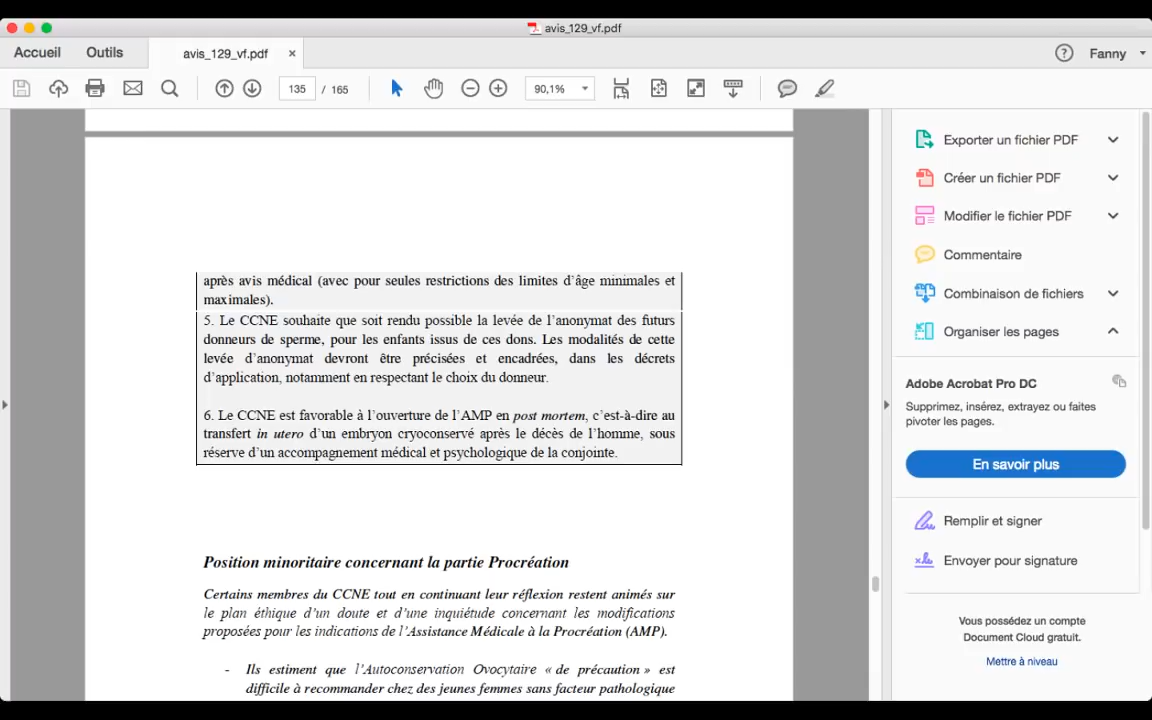 avis_129_vf.pdf
Accueil
Outils
avis_129_vf.pdf ×
? Fanny
135 / 165
90,1%
après avis médical (avec pour seules restrictions des limites d’âge minimales et
maximales).
5. Le CCNE souhaite que soit rendu possible la levée de l’anonymat des futurs
donneurs de sperme, pour les enfants issus de ces dons. Les modalités de cette
levée d’anonymat devront être précisées et encadrées, dans les décrets
d’application, notamment en respectant le choix du donneur.
6. Le CCNE est favorable à l’ouverture de l’AMP en post mortem, c’est-à-dire au
transfert in utero d’un embryon cryoconservé après le décès de l’homme, sous
réserve d’un accompagnement médical et psychologique de la conjointe.
Position minoritaire concernant la partie Procréation
Certains membres du CCNE tout en continuant leur réflexion restent animés sur
le plan éthique d’un doute et d’une inquiétude concernant les modifications
proposées pour les indications de l’Assistance Médicale à la Procréation (AMP).
- Ils estiment que l’Autoconservation Ovocytaire « de précaution » est
difficile à recommander chez des jeunes femmes sans facteur pathologique
Exporter un fichier PDF
Créer un fichier PDF
Modifier le fichier PDF
Commentaire
Combinaison de fichiers
Organiser les pages
Adobe Acrobat Pro DC
Supprimez, insérez, extrayez ou faites
pivoter les pages.
En savoir plus
Remplir et signer
Envoyer pour signature
Vous possédez un compte
Document Cloud gratuit.
Mettre à niveau